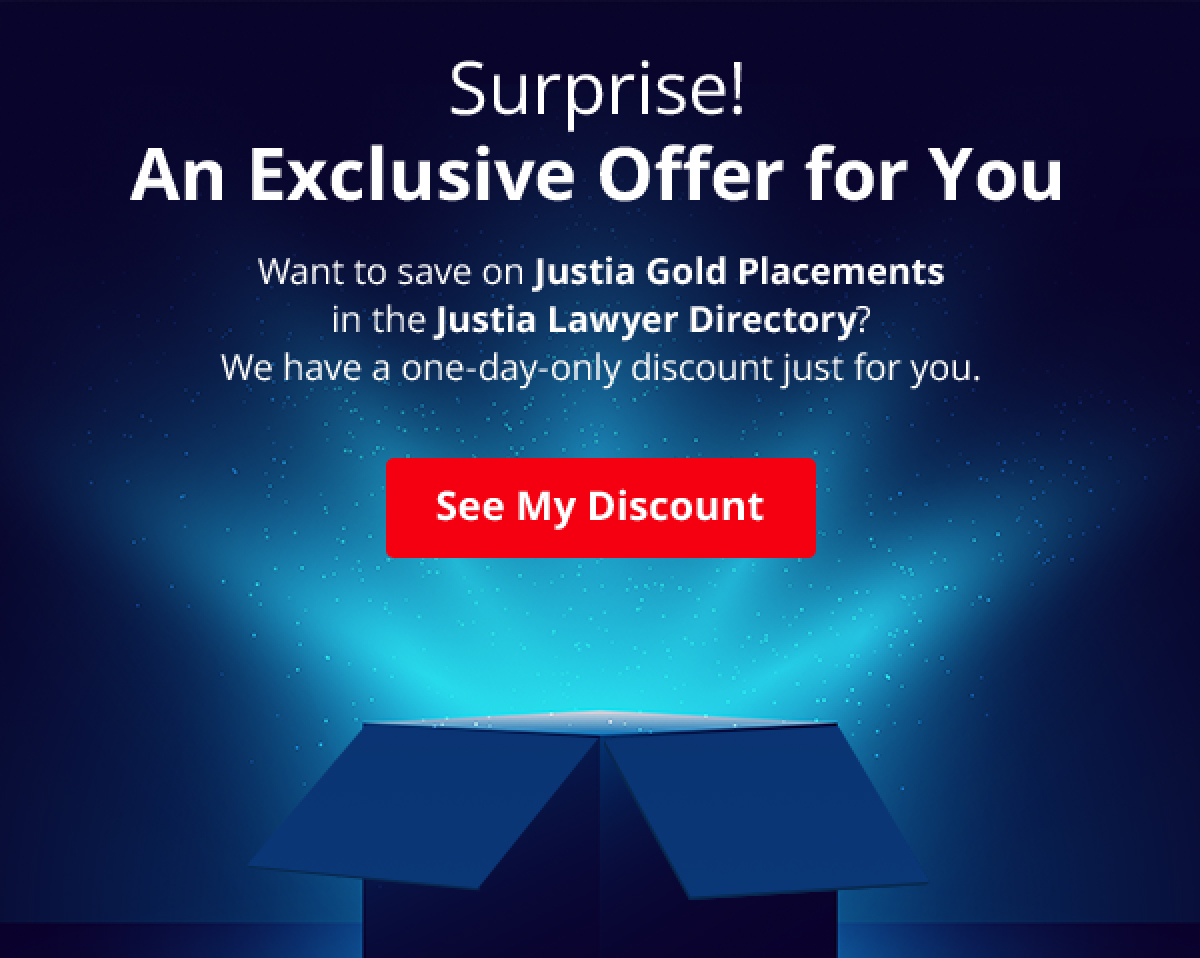 Surprise!
An Exclusive Offer for You
Want to save on Justia Gold Placements
in the Justia Lawyer Directory?
We have a one-day-only discount just for you.
See My Discount